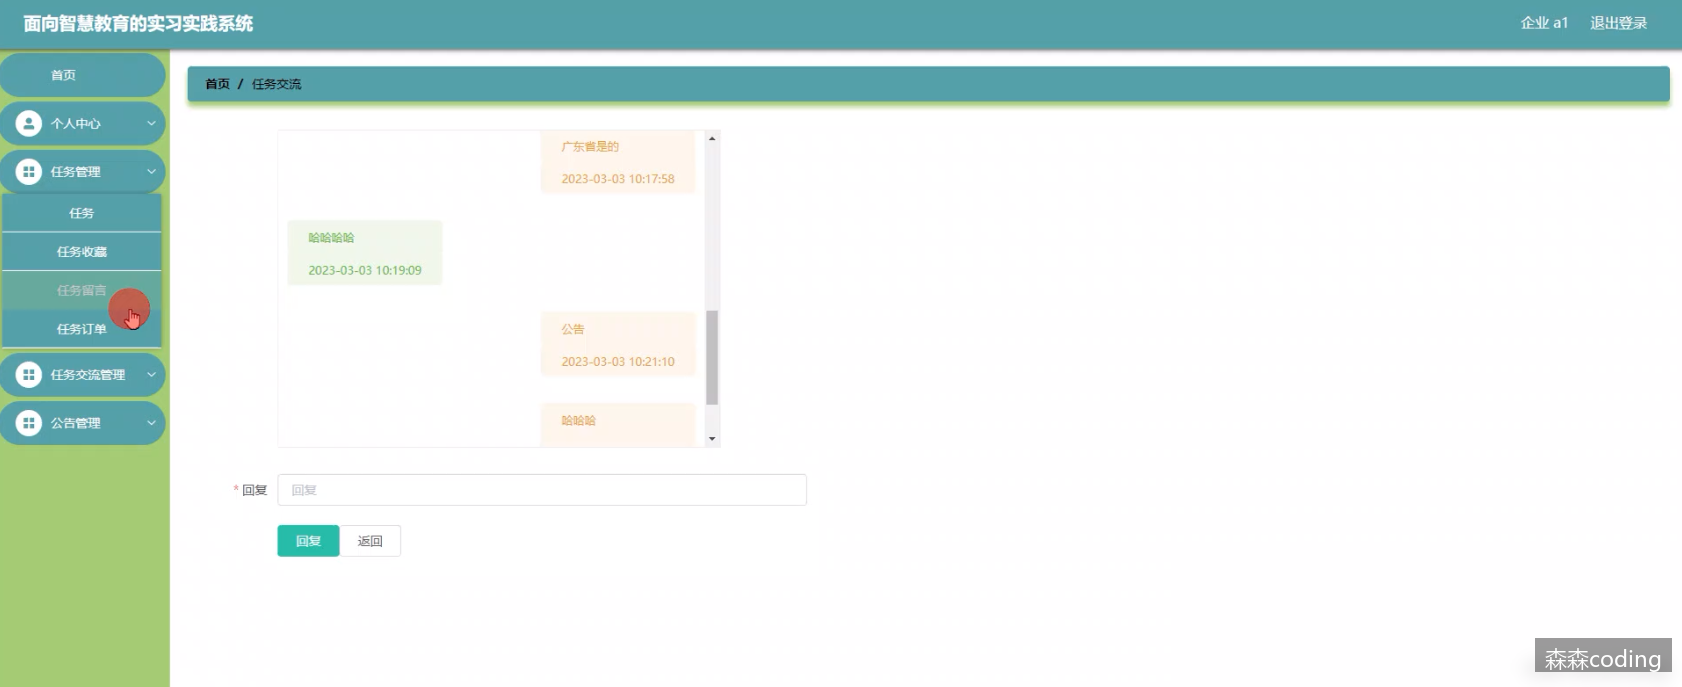 面向智慧教育的实习实践系统
企业 a1 退出登录
首页
个人中心
任务管理
任务
任务收藏
任务留言
任务订单
任务交流管理
公告管理
首页 / 任务交流
广东省是的
2023-03-03 10:17:58
哈哈哈哈
2023-03-03 10:19:09
公告
2023-03-03 10:21:10
哈哈哈
* 回复 回复
回复 返回
森森coding